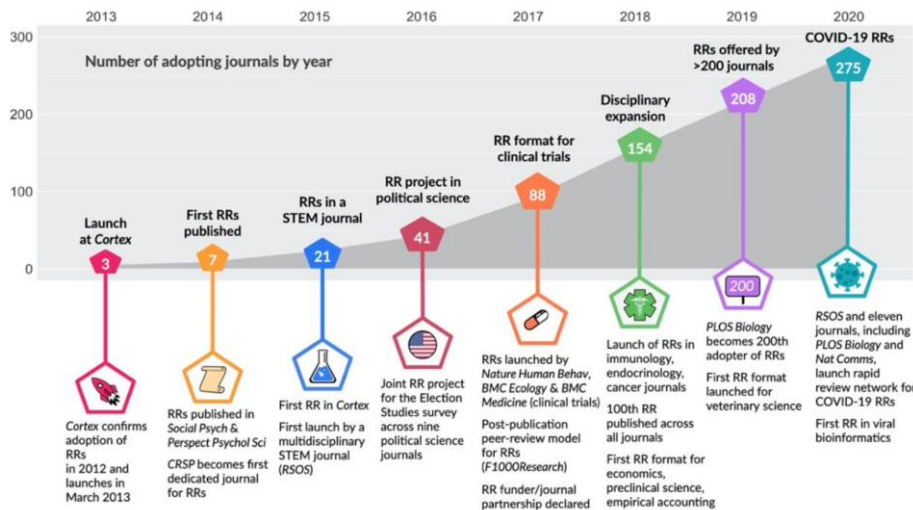 2013 2014 2015 2016 2017 2018 2019 2020
300
200
100
0
Number of adopting journals by year
Launch
at Cortex
3
Cortex confirms
adoption of
RRs
in 2012 and
launches in
March 2013
First RRs
published
7
RRs published in
Social Psych &
Perspect Psychol Sci
CRSP becomes first
dedicated journal
for RRs
RRs in a
STEM journal
21
First RR in Cortex
First launch by a
multidisciplinary
STEM journal
(RSOS)
RR project in
political science
41
Joint RR project
for the Election
Studies survey
across nine
political science
journals
RR format for
clinical trials
88
RRs launched by
Nature Human Behav,
BMC Ecology & BMC
Medicine (clinical trials)
Post-publication
peer-review model
for RRs
(F1000Research)
RR funder/journal
partnership declared
Disciplinary
expansion
154
Launch of RRs in
immunology,
endocrinology,
cancer journals
100th RR
published across
all journals
First RR format for
economics,
preclinical science,
empirical accounting
RRs offered by
>200 journals
208
200
PLOS Biology
becomes 200th
adopter of RRs
First RR format
launched for
veterinary science
COVID-19 RRs
275
RSOS and eleven
journals, including
PLOS Biology and
Nat Comms,
launch rapid
review network for
COVID-19 RRs
First RR in viral
bioinformatics